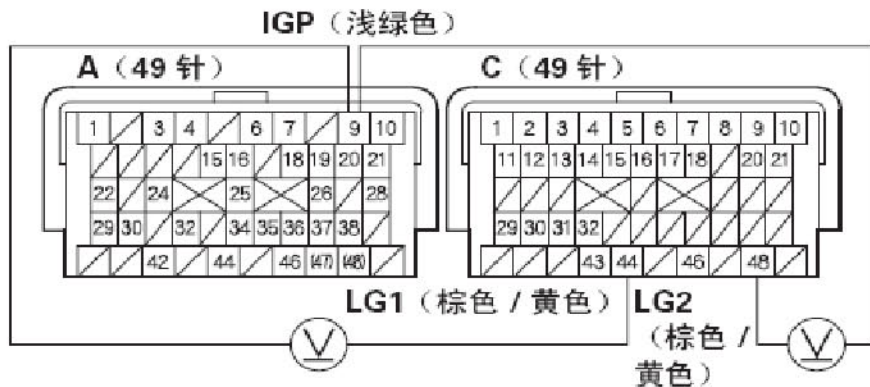 IGP（浅绿色）
A（49 针）
C（49 针）
1 3 4 6 7 9 10
15 16 18 19 20 21
22 24 25 26 28
29 30 32 34 35 36 37 38
42 44 46 (47) (48)
1 2 3 4 5 6 7 8 9 10
11 12 13 14 15 16 17 18 20 21
29 30 31 32
43 44 46 48
LG1（棕色 / 黄色）
LG2
（棕色 /
黄色）
V
V